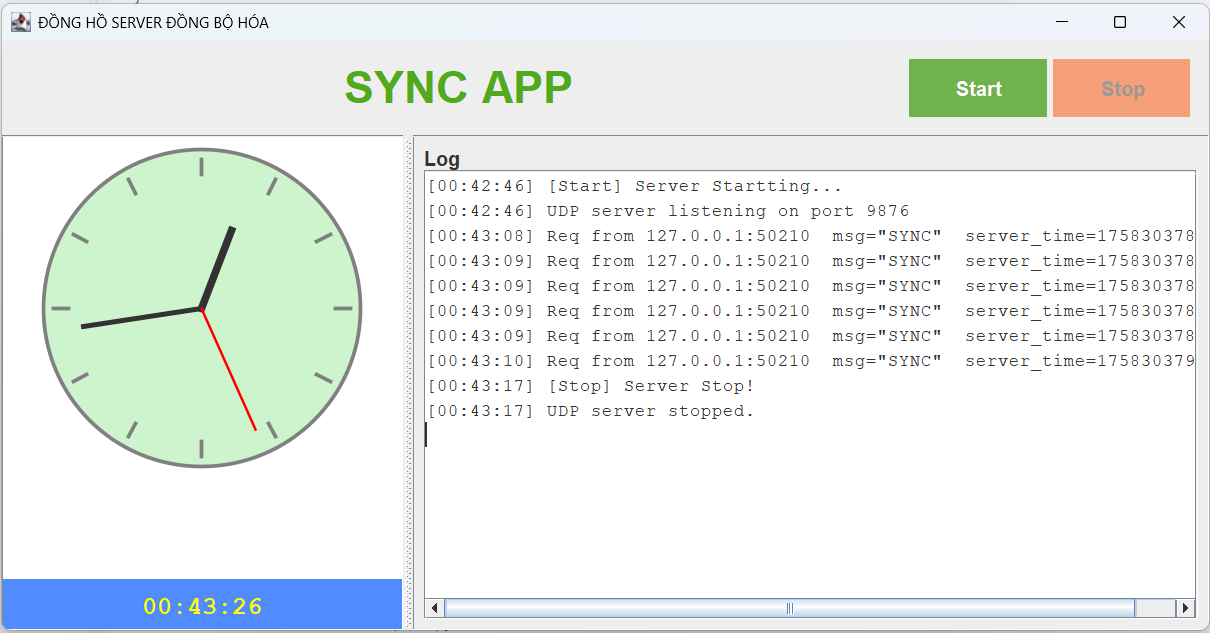 ĐỒNG HỒ SERVER ĐỒNG BỘ HÓA
SYNC APP
Start
Stop
Log
[00:42:46] [Start] Server Startting...
[00:42:46] UDP server listening on port 9876
[00:43:08] Req from 127.0.0.1:50210  msg="SYNC"  server_time=175830378
[00:43:09] Req from 127.0.0.1:50210  msg="SYNC"  server_time=175830378
[00:43:09] Req from 127.0.0.1:50210  msg="SYNC"  server_time=175830378
[00:43:09] Req from 127.0.0.1:50210  msg="SYNC"  server_time=175830378
[00:43:09] Req from 127.0.0.1:50210  msg="SYNC"  server_time=175830378
[00:43:10] Req from 127.0.0.1:50210  msg="SYNC"  server_time=175830379
[00:43:17] [Stop] Server Stop!
[00:43:17] UDP server stopped.
00:43:26